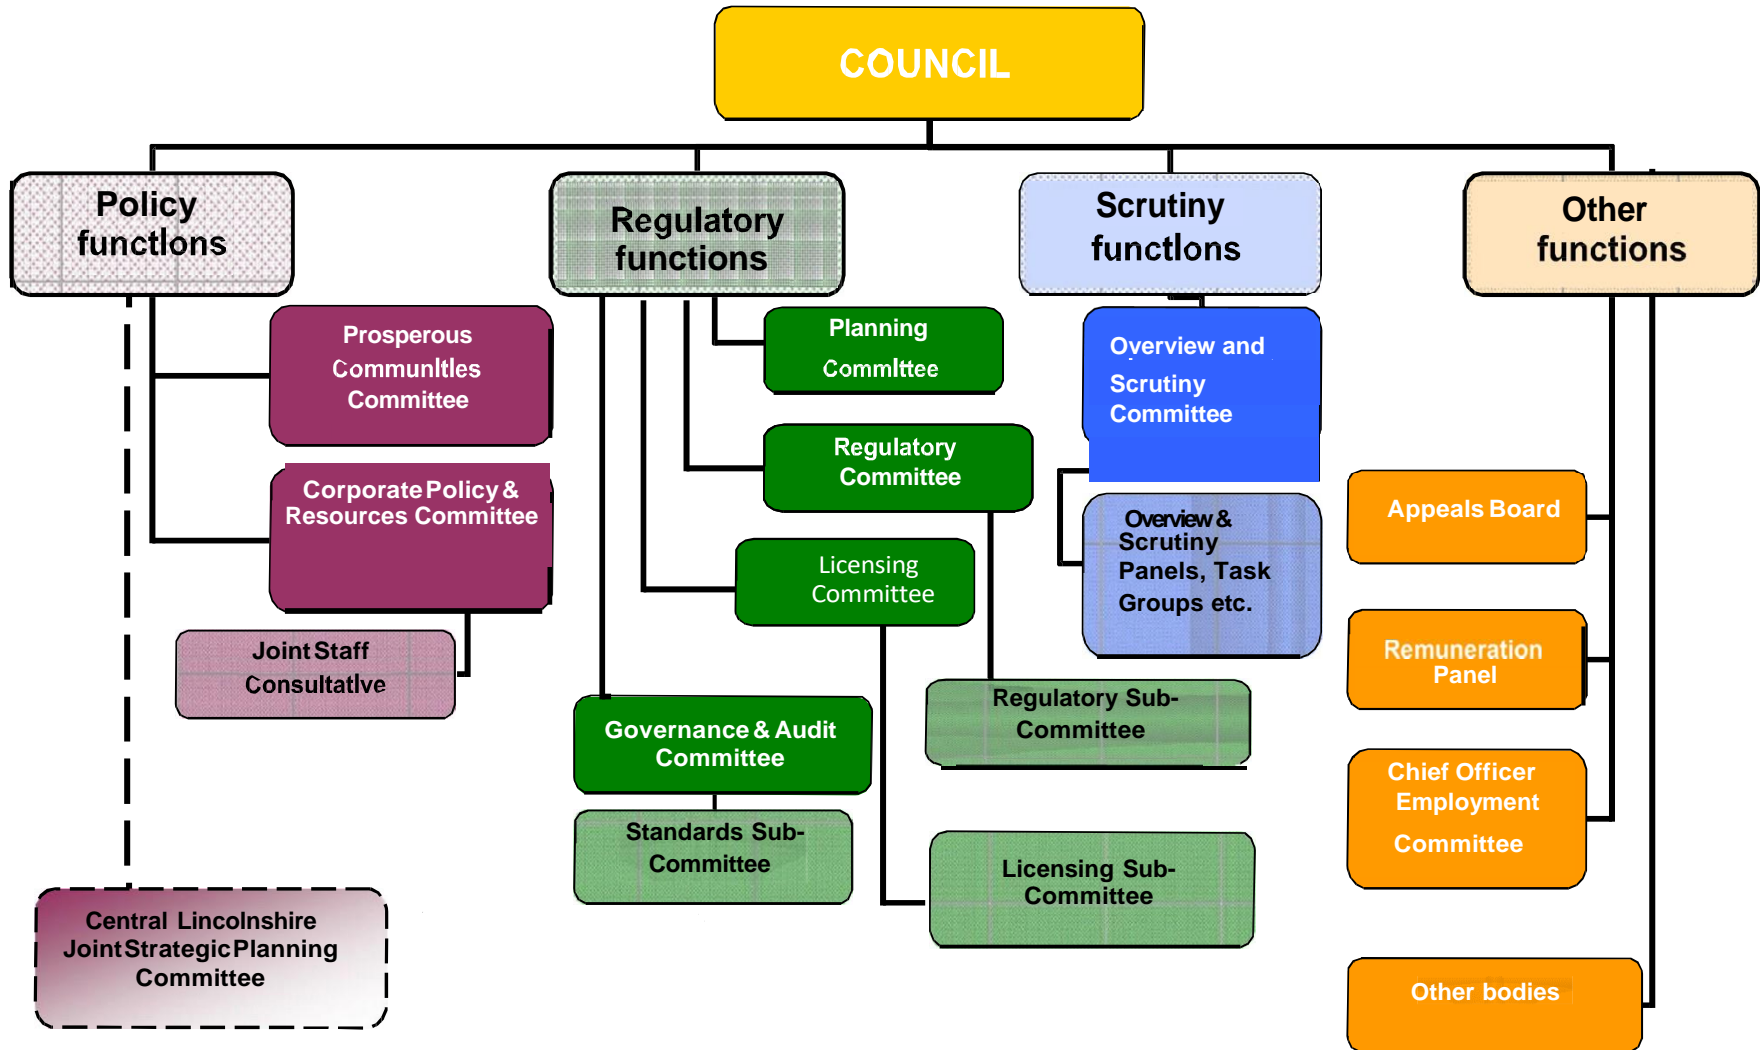 COUNCIL
Policy
functions
Regulatory
functions
Scrutiny
functions
Other
functions
Prosperous
Communities
Committee
Corporate Policy &
Resources Committee
Joint Staff
Consultative
Central Lincolnshire
Joint Strategic Planning
Committee
Planning
Committee
Regulatory
Committee
Licensing
Committee
Governance & Audit
Committee
Standards Sub-
Committee
Regulatory Sub-
Committee
Licensing Sub-
Committee
Overview and
Scrutiny
Committee
Overview &
Scrutiny
Panels, Task
Groups etc.
Appeals Board
Remuneration
Panel
Chief Officer
Employment
Committee
Other bodies